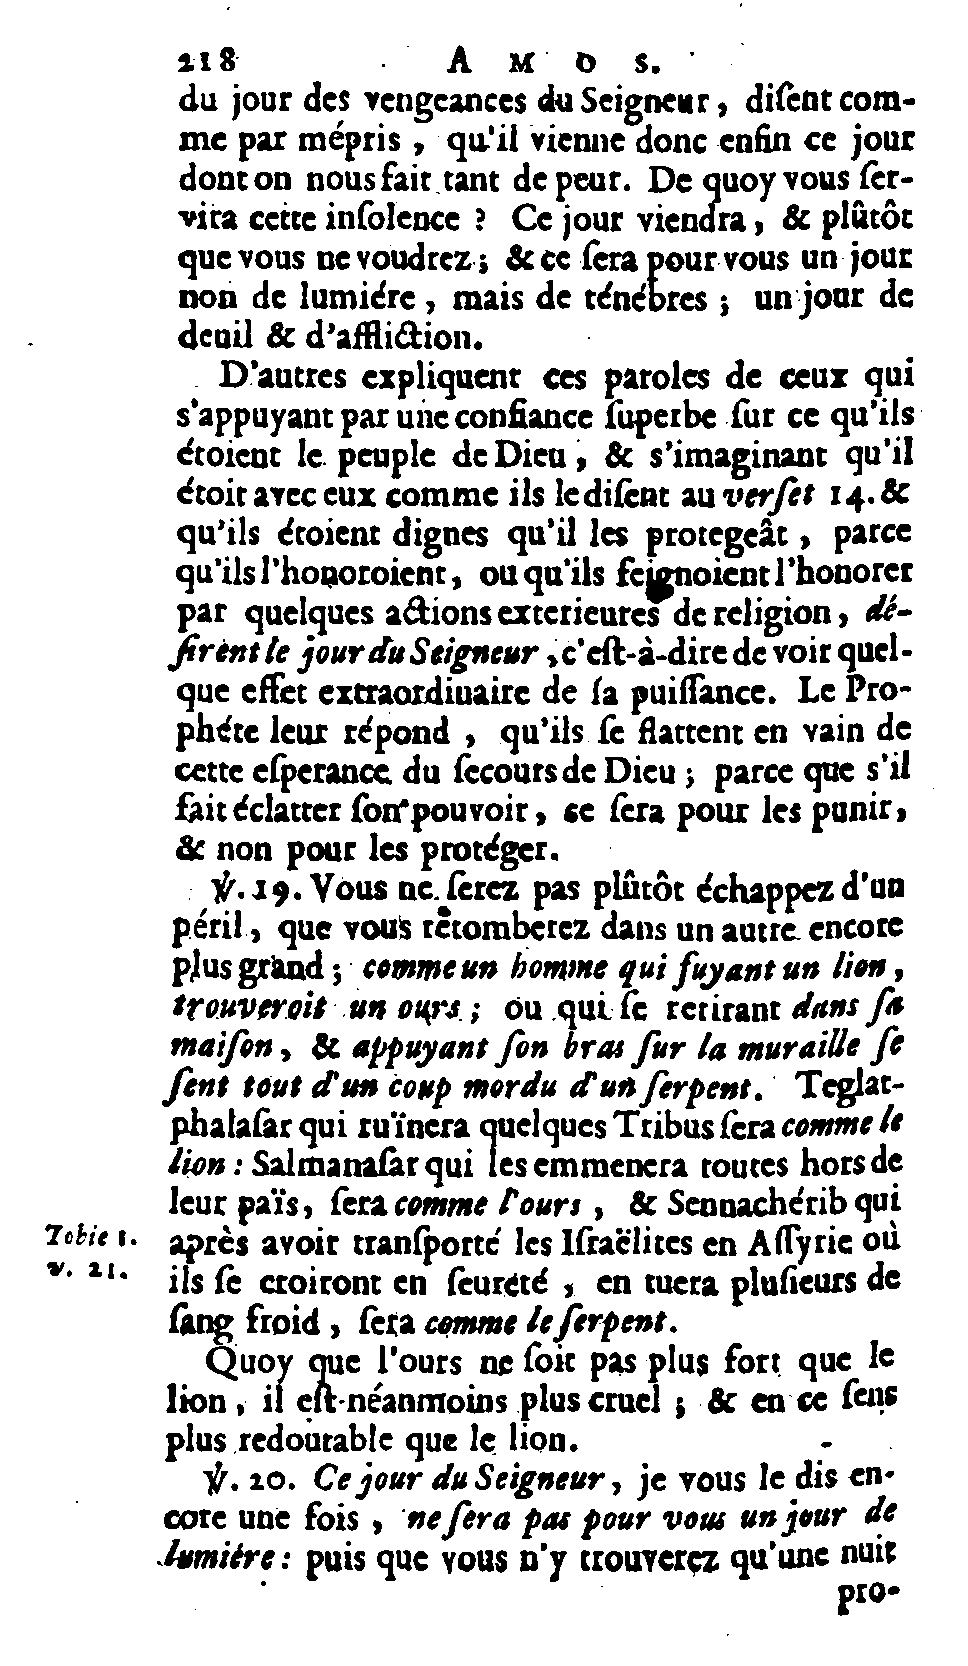 218 AMOS.
du jour des vengeances du Seigneur, diſent com-
me par mépris, qu'il vienne donc enfin ce jour
dont on nous fait tant de peur. De quoy vous ſer-
vira cette inſolence ? Ce jour viendra, & plûtôt
que vous ne voudrez ; & ce ſera pour vous un jour
non de lumiére, mais de ténébres ; un jour de
deuil & d'affliction.
D'autres expliquent ces paroles de ceux qui
s'appuyant par une confiance ſuperbe ſur ce qu'ils
étoient le peuple de Dieu, & s'imaginant qu'il
étoit avec eux comme ils le diſent au verſet 14. &
qu'ils étoient dignes qu'il les protegeât, parce
qu'ils l'honoroient, ou qu'ils feignoient l'honorer
par quelques actions exterieures de religion, dé-
ſirent le jour du Seigneur, c'eſt-à-dire de voir quel-
que effet extraordinaire de ſa puiſſance. Le Pro-
phéte leur répond, qu'ils ſe flattent en vain de
cette eſperance du ſecours de Dieu ; parce que s'il
fait éclatter ſon pouvoir, ce ſera pour les punir,
& non pour les protéger.
℣. 19. Vous ne ſerez pas plûtôt échappez d'un
péril, que vous retomberez dans un autre encore
plus grand ; comme un homme qui fuyant un lion,
trouveroit un ours ; ou qui ſe retirant dans ſa
maiſon, & appuyant ſon bras ſur la muraille ſe
ſent tout d'un coup mordu d'un ſerpent. Teglat-
phalaſar qui ruïnera quelques Tribus ſera comme le
lion : Salmanaſar qui les emmenera toutes hors de
leur païs, ſera comme l'ours, & Sennachérib qui
Tobie 1.
v. 21.
après avoir tranſporté les Iſraëlites en Aſſyrie où
ils ſe croiront en ſeureté, en tuera pluſieurs de
ſang froid, ſera comme le ſerpent.
Quoy que l'ours ne ſoit pas plus fort que le
lion, il eſt néanmoins plus cruel ; & en ce ſens
plus redoutable que le lion.
℣. 20. Ce jour du Seigneur, je vous le dis en-
core une fois, ne ſera pas pour vous un jour de
lumiére : puis que vous n'y trouverez qu'une nuit
pro-